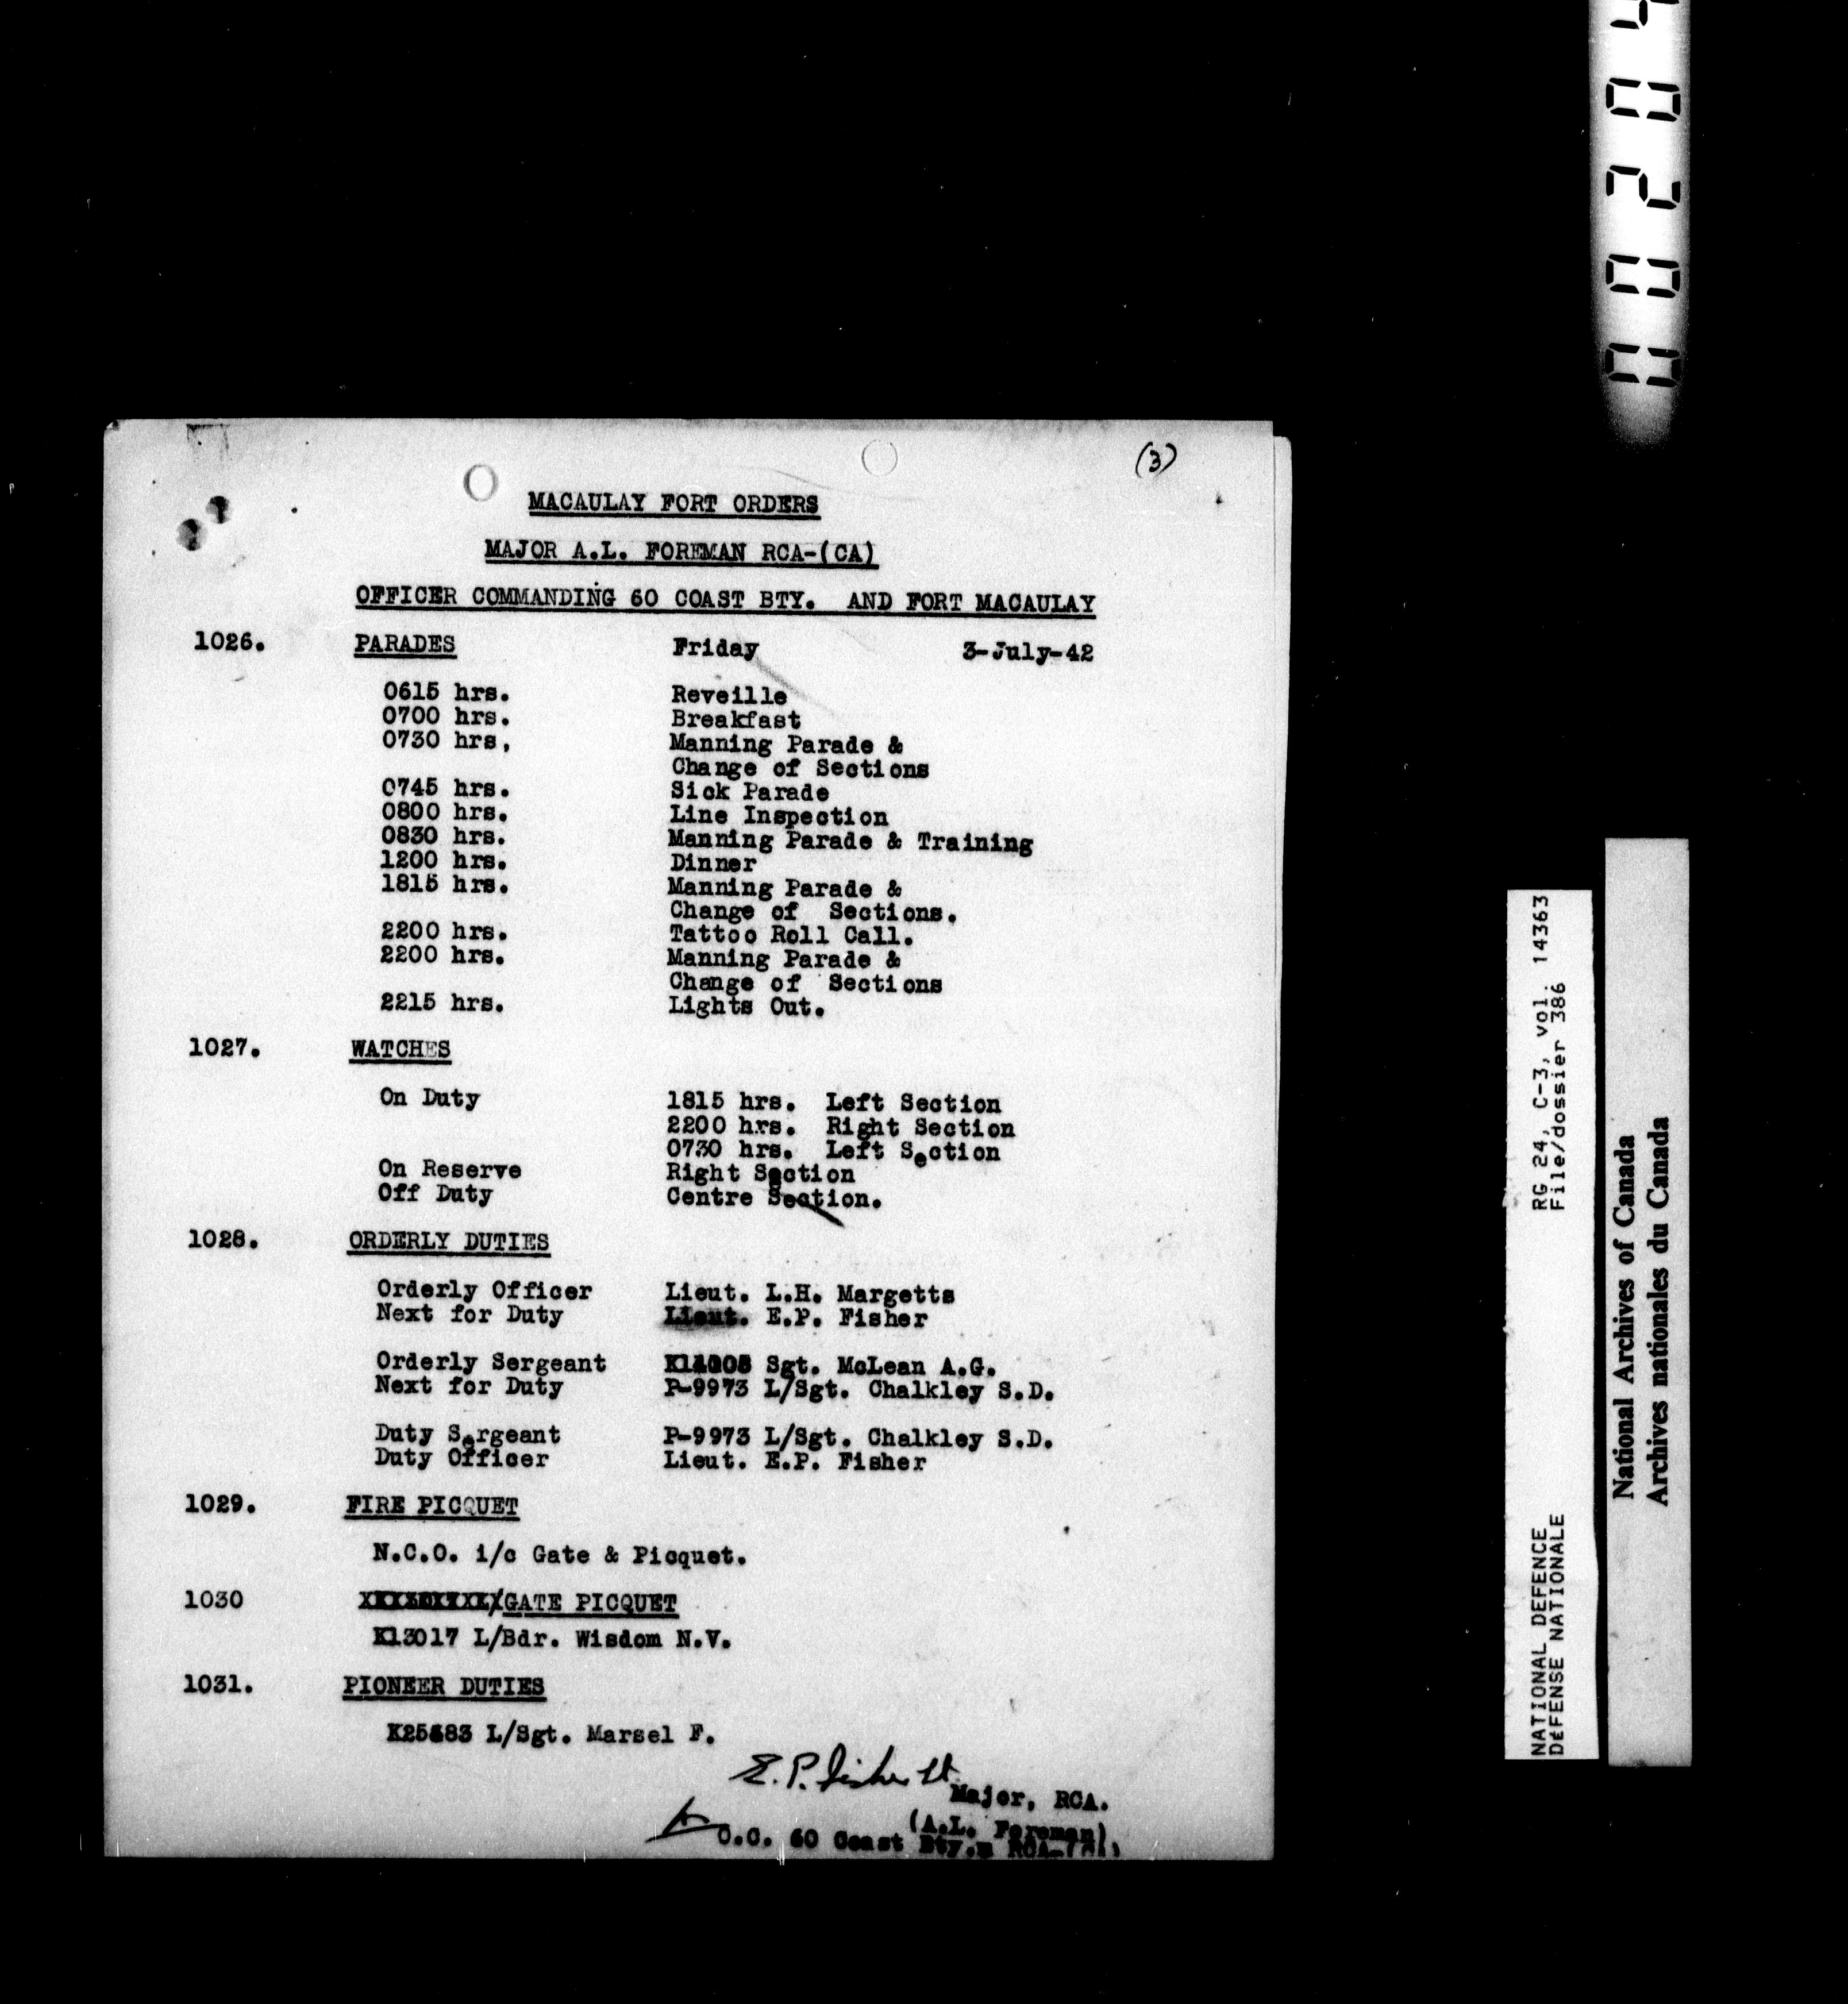 (3)
MACAULAY FORT ORDERS
MAJOR A.L. FOREMAN RCA-(CA)
OFFICER COMMANDING 60 COAST BTY. AND FORT MACAULAY
1026. PARADES Friday 3-July-42
0615 hrs. Reveille
0700 hrs. Breakfast
0730 hrs. Manning Parade &
Change of Sections
0745 hrs. Sick Parade
0800 hrs. Line Inspection
0830 hrs. Manning Parade & Training
1200 hrs. Dinner
1815 hrs. Manning Parade &
Change of Sections.
2200 hrs. Tattoo Roll Call.
2200 hrs. Manning Parade &
Change of Sections
2215 hrs. Lights Out.
1027. WATCHES
On Duty 1815 hrs. Left Section
2200 hrs. Right Section
0730 hrs. Left Section
On Reserve Right Section
Off Duty Centre Section.
1028. ORDERLY DUTIES
Orderly Officer Lieut. L.H. Margetts
Next for Duty Lieut. E.P. Fisher
Orderly Sergeant Sgt. McLean A.G.
Next for Duty P-9973 L/Sgt. Chalkley S.D.
Duty Sergeant P-9973 L/Sgt. Chalkley S.D.
Duty Officer Lieut. E.P. Fisher
1029. FIRE PICQUET
N.C.O. i/c Gate & Picquet.
1030 GATE PICQUET
K13017 L/Bdr. Wisdom N.V.
1031. PIONEER DUTIES
L/Sgt. Marsel F.
E.P. Fisher Lt.
Major, RCA.
(A.L. Foreman)
O.C. 60 Coast Bty.
RG 24, C-3, vol. 14363
File/dossier 386
NATIONAL DEFENCE
DÉFENSE NATIONALE
National Archives of Canada
Archives nationales du Canada